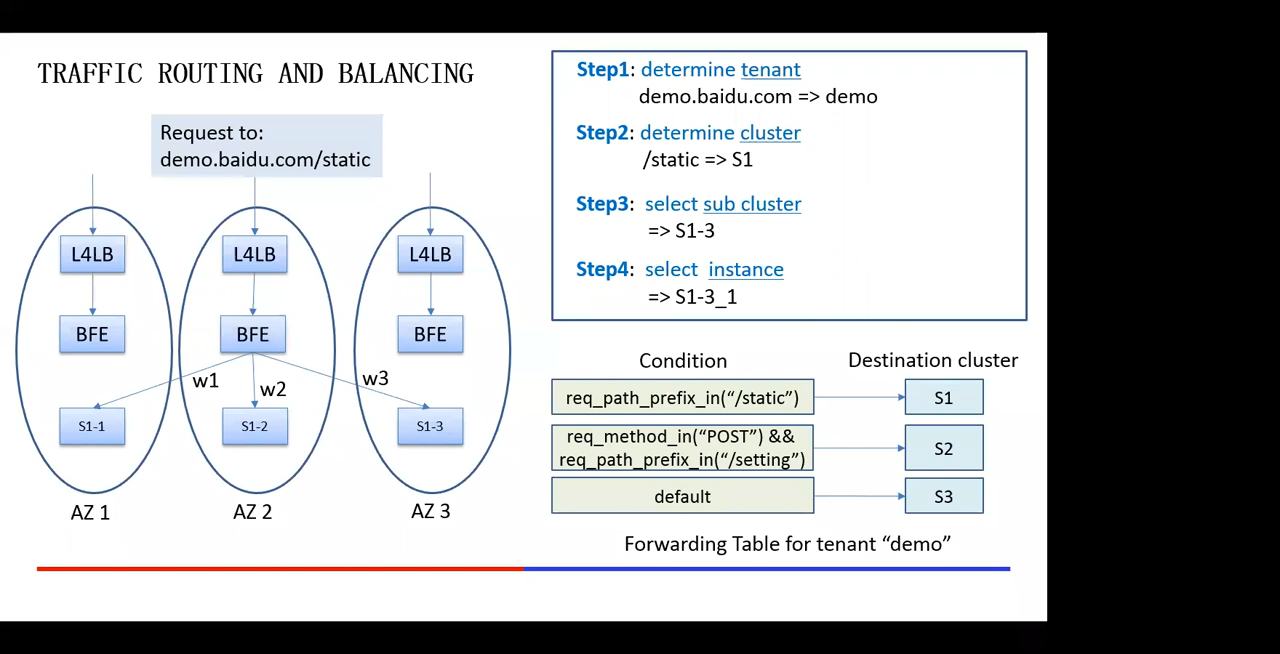 TRAFFIC ROUTING AND BALANCING
Request to:
demo.baidu.com/static
L4LB
L4LB
L4LB
BFE
BFE
BFE
w1
w2
w3
S1-1
S1-2
S1-3
AZ 1
AZ 2
AZ 3
Step1: determine tenant
demo.baidu.com => demo
Step2: determine cluster
/static => S1
Step3: select sub cluster
=> S1-3
Step4: select instance
=> S1-3_1
Condition
Destination cluster
req_path_prefix_in(“/static”)
S1
req_method_in(“POST”) &&
req_path_prefix_in(“/setting”)
S2
default
S3
Forwarding Table for tenant “demo”